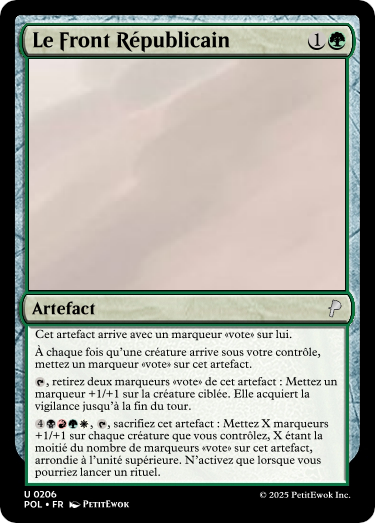 Le Front Républicain 1
Artefact
Cet artefact arrive avec un marqueur «vote» sur lui.
À chaque fois qu'une créature arrive sous votre contrôle,
mettez un marqueur «vote» sur cet artefact.
, retirez deux marqueurs «vote» de cet artefact : Mettez un
marqueur +1/+1 sur la créature ciblée. Elle acquiert la
vigilance jusqu'à la fin du tour.
4, , sacrifiez cet artefact : Mettez X marqueurs
+1/+1 sur chaque créature que vous contrôlez, X étant la
moitié du nombre de marqueurs «vote» sur cet artefact,
arrondie à l'unité supérieure. N'activez que lorsque vous
pourriez lancer un rituel.
U 0206
POL • FR PetitEwok
© 2025 PetitEwok Inc.